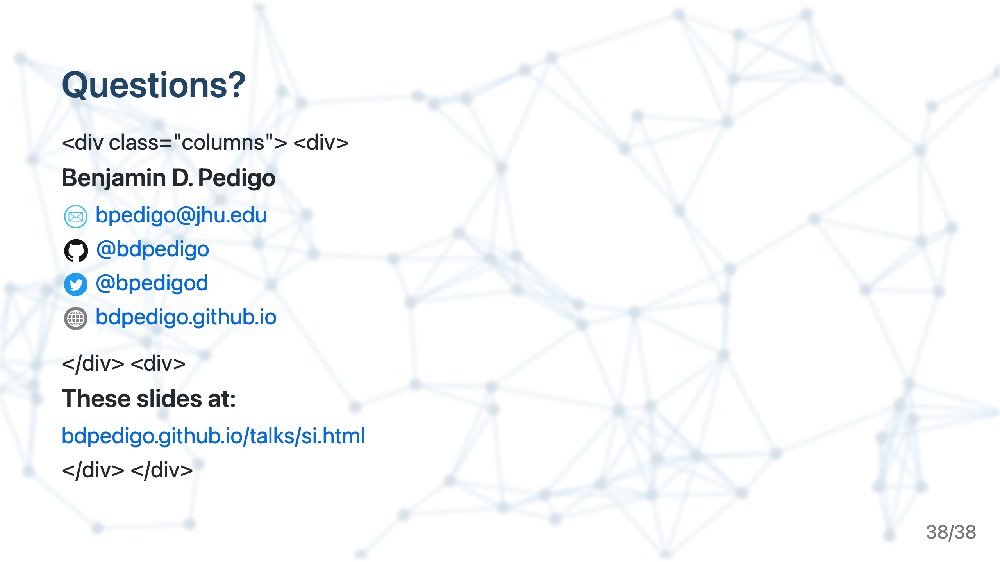 Questions?
<div class="columns"> <div>
Benjamin D. Pedigo
bpedigo@jhu.edu
@bdpedigo
@bpedigod
bdpedigo.github.io
</div> <div>
These slides at:
bdpedigo.github.io/talks/si.html
</div> </div>
38/38